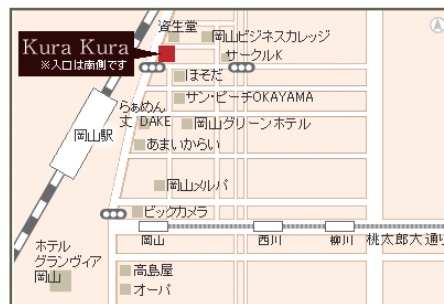 資生堂
岡山ビジネスカレッジ
Kura Kura
※入口は南側です
サークルK
ほそだ
サン・ピーチOKAYAMA
らぁめん
丈 DAKE
岡山グリーンホテル
岡山駅
あまいからい
岡山メルパ
ビックカメラ
岡山
西川
柳川
桃太郎大通り
ホテル
グランヴィア
岡山
高島屋
オーパ